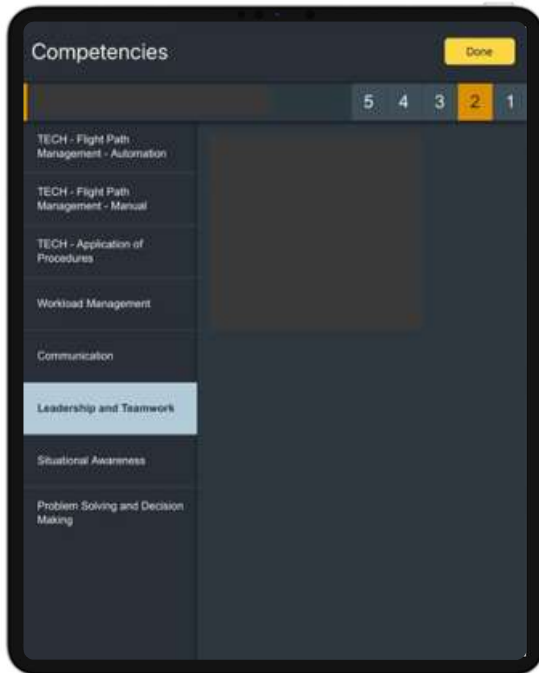 Competencies
Done
5 4 3 2 1
TECH - Flight Path
Management - Automation
TECH - Flight Path
Management - Manual
TECH - Application of
Procedures
Workload Management
Communication
Leadership and Teamwork
Situational Awareness
Problem Solving and Decision
Making